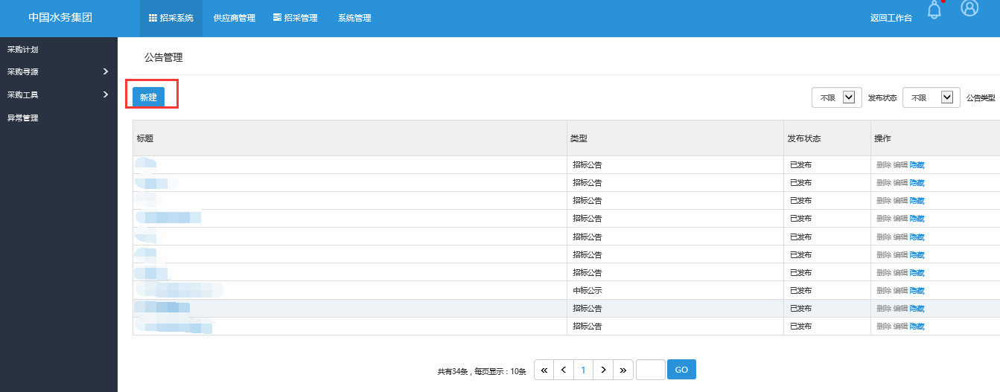 中国水务集团 招采系统 供应商管理 招采管理 系统管理 返回工作台
采购计划
采购寻源
采购工具
异常管理
公告管理
新建 不限 发布状态 不限 公告类型
标题 类型 发布状态 操作
招标公告 已发布 删除 编辑 隐藏
招标公告 已发布 删除 编辑 隐藏
招标公告 已发布 删除 编辑 隐藏
招标公告 已发布 删除 编辑 隐藏
招标公告 已发布 删除 编辑 隐藏
招标公告 已发布 删除 编辑 隐藏
招标公告 已发布 删除 编辑 隐藏
中标公示 已发布 删除 编辑 隐藏
招标公告 已发布 删除 编辑 隐藏
招标公告 已发布 删除 编辑 隐藏
共有34条，每页显示：10条 « < 1 > » GO